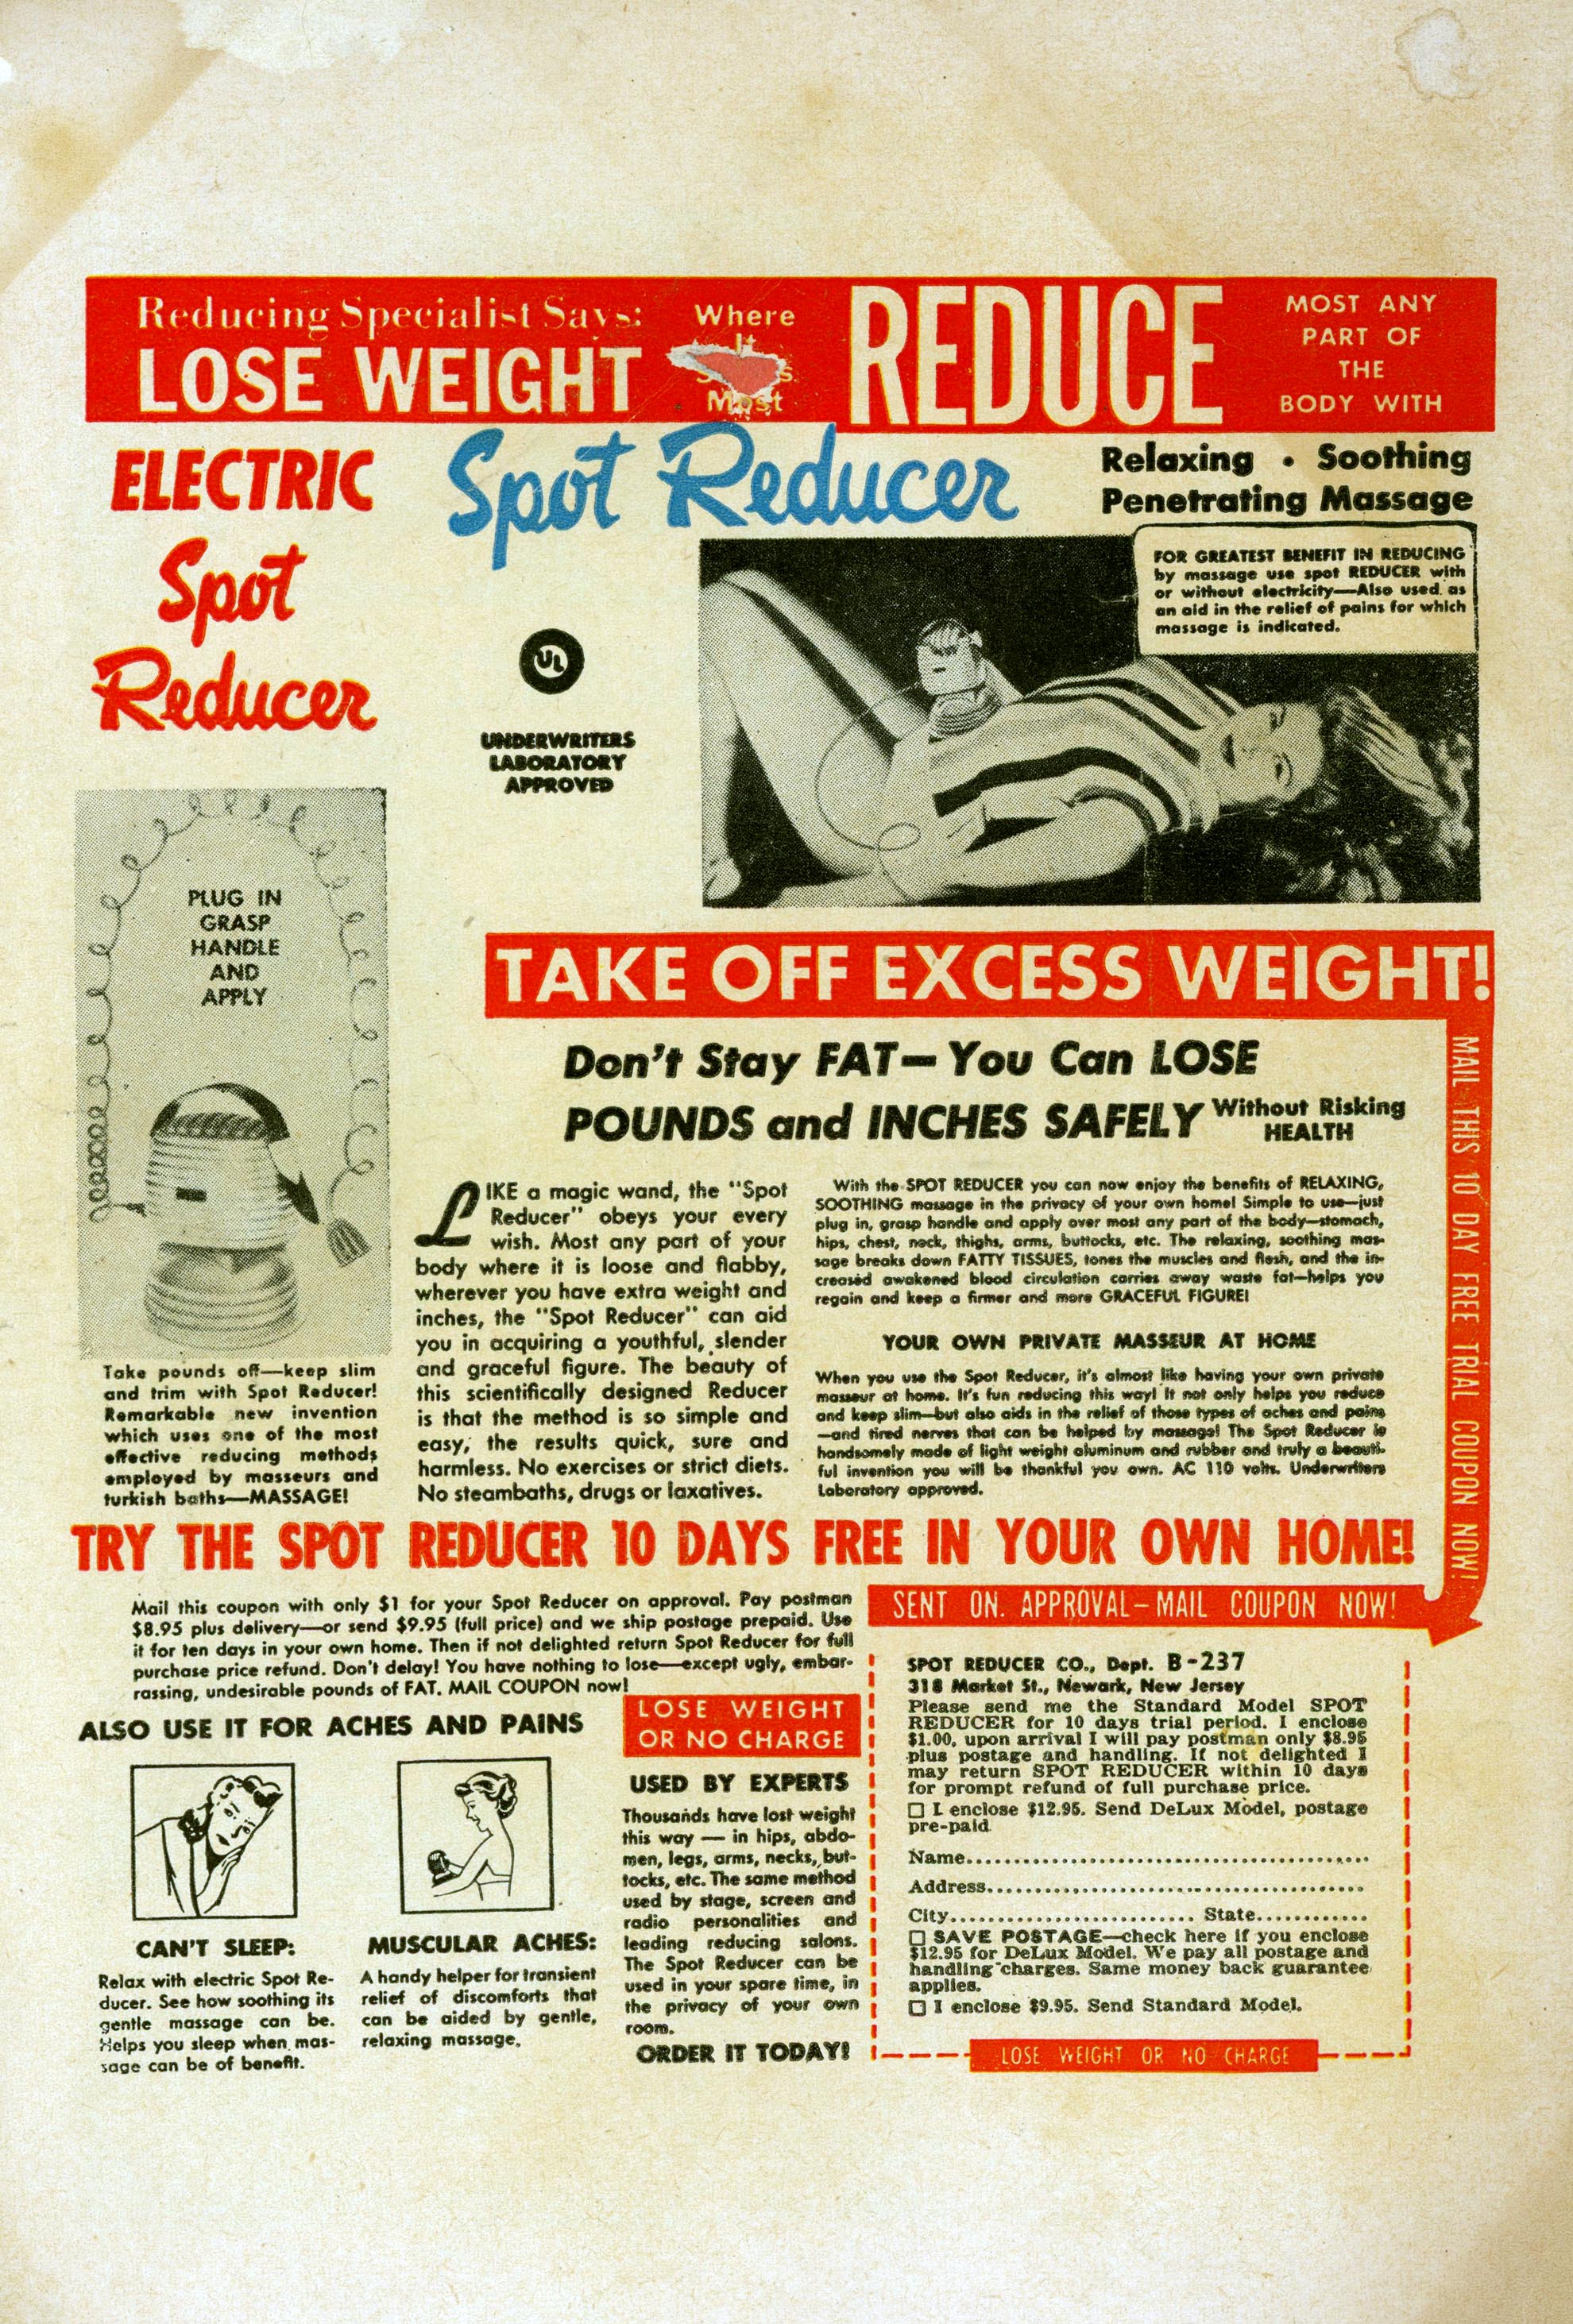 Reducing Specialist Says:
LOSE WEIGHT
Where
It
Most
REDUCE
MOST ANY
PART OF
THE
BODY WITH
ELECTRIC
Spot
Reducer
Spot Reducer
Relaxing • Soothing
Penetrating Massage
UL
UNDERWRITERS
LABORATORY
APPROVED
FOR GREATEST BENEFIT IN REDUCING
by massage use spot REDUCER with
or without electricity—Also used as
an aid in the relief of pains for which
massage is indicated.
PLUG IN
GRASP
HANDLE
AND
APPLY
Take pounds off—keep slim
and trim with Spot Reducer!
Remarkable new invention
which uses one of the most
effective reducing methods
employed by masseurs and
turkish baths—MASSAGE!
TAKE OFF EXCESS WEIGHT!
Don't Stay FAT—You Can LOSE
POUNDS and INCHES SAFELY Without Risking
HEALTH
LIKE a magic wand, the "Spot
Reducer" obeys your every
wish. Most any part of your
body where it is loose and flabby,
wherever you have extra weight and
inches, the "Spot Reducer" can aid
you in acquiring a youthful, slender
and graceful figure. The beauty of
this scientifically designed Reducer
is that the method is so simple and
easy, the results quick, sure and
harmless. No exercises or strict diets.
No steambaths, drugs or laxatives.
With the SPOT REDUCER you can now enjoy the benefits of RELAXING,
SOOTHING massage in the privacy of your own home! Simple to use—just
plug in, grasp handle and apply over most any part of the body—stomach,
hips, chest, neck, thighs, arms, buttocks, etc. The relaxing, soothing mas-
sage breaks down FATTY TISSUES, tones the muscles and flesh, and the in-
creased awakened blood circulation carries away waste fat—helps you
regain and keep a firmer and more GRACEFUL FIGURE!
YOUR OWN PRIVATE MASSEUR AT HOME
When you use the Spot Reducer, it's almost like having your own private
masseur at home. It's fun reducing this way! It not only helps you reduce
and keep slim—but also aids in the relief of those types of aches and pains
—and tired nerves that can be helped by massage! The Spot Reducer is
handsomely made of light weight aluminum and rubber and truly a beauti-
ful invention you will be thankful you own. AC 110 volts. Underwriters
Laboratory approved.
MAIL THIS 10 DAY FREE TRIAL COUPON NOW!
TRY THE SPOT REDUCER 10 DAYS FREE IN YOUR OWN HOME!
Mail this coupon with only $1 for your Spot Reducer on approval. Pay postman
$8.95 plus delivery—or send $9.95 (full price) and we ship postage prepaid. Use
it for ten days in your own home. Then if not delighted return Spot Reducer for full
purchase price refund. Don't delay! You have nothing to lose—except ugly, embar-
rassing, undesirable pounds of FAT. MAIL COUPON now!
ALSO USE IT FOR ACHES AND PAINS
CAN'T SLEEP:
Relax with electric Spot Re-
ducer. See how soothing its
gentle massage can be.
Helps you sleep when mas-
sage can be of benefit.
MUSCULAR ACHES:
A handy helper for transient
relief of discomforts that
can be aided by gentle,
relaxing massage.
LOSE WEIGHT
OR NO CHARGE
USED BY EXPERTS
Thousands have lost weight
this way — in hips, abdo-
men, legs, arms, necks, but-
tocks, etc. The same method
used by stage, screen and
radio personalities and
leading reducing salons.
The Spot Reducer can be
used in your spare time, in
the privacy of your own
room.
ORDER IT TODAY!
SENT ON. APPROVAL—MAIL COUPON NOW!
SPOT REDUCER CO., Dept. B-237
318 Market St., Newark, New Jersey
Please send me the Standard Model SPOT
REDUCER for 10 days trial period. I enclose
$1.00, upon arrival I will pay postman only $8.95
plus postage and handling. If not delighted I
may return SPOT REDUCER within 10 days
for prompt refund of full purchase price.
☐ I enclose $12.95. Send DeLux Model, postage
pre-paid
Name..........
Address..........
City.......... State..........
☐ SAVE POSTAGE—check here if you enclose
$12.95 for DeLux Model. We pay all postage and
handling charges. Same money back guarantee
applies.
☐ I enclose $9.95. Send Standard Model.
LOSE WEIGHT OR NO CHARGE